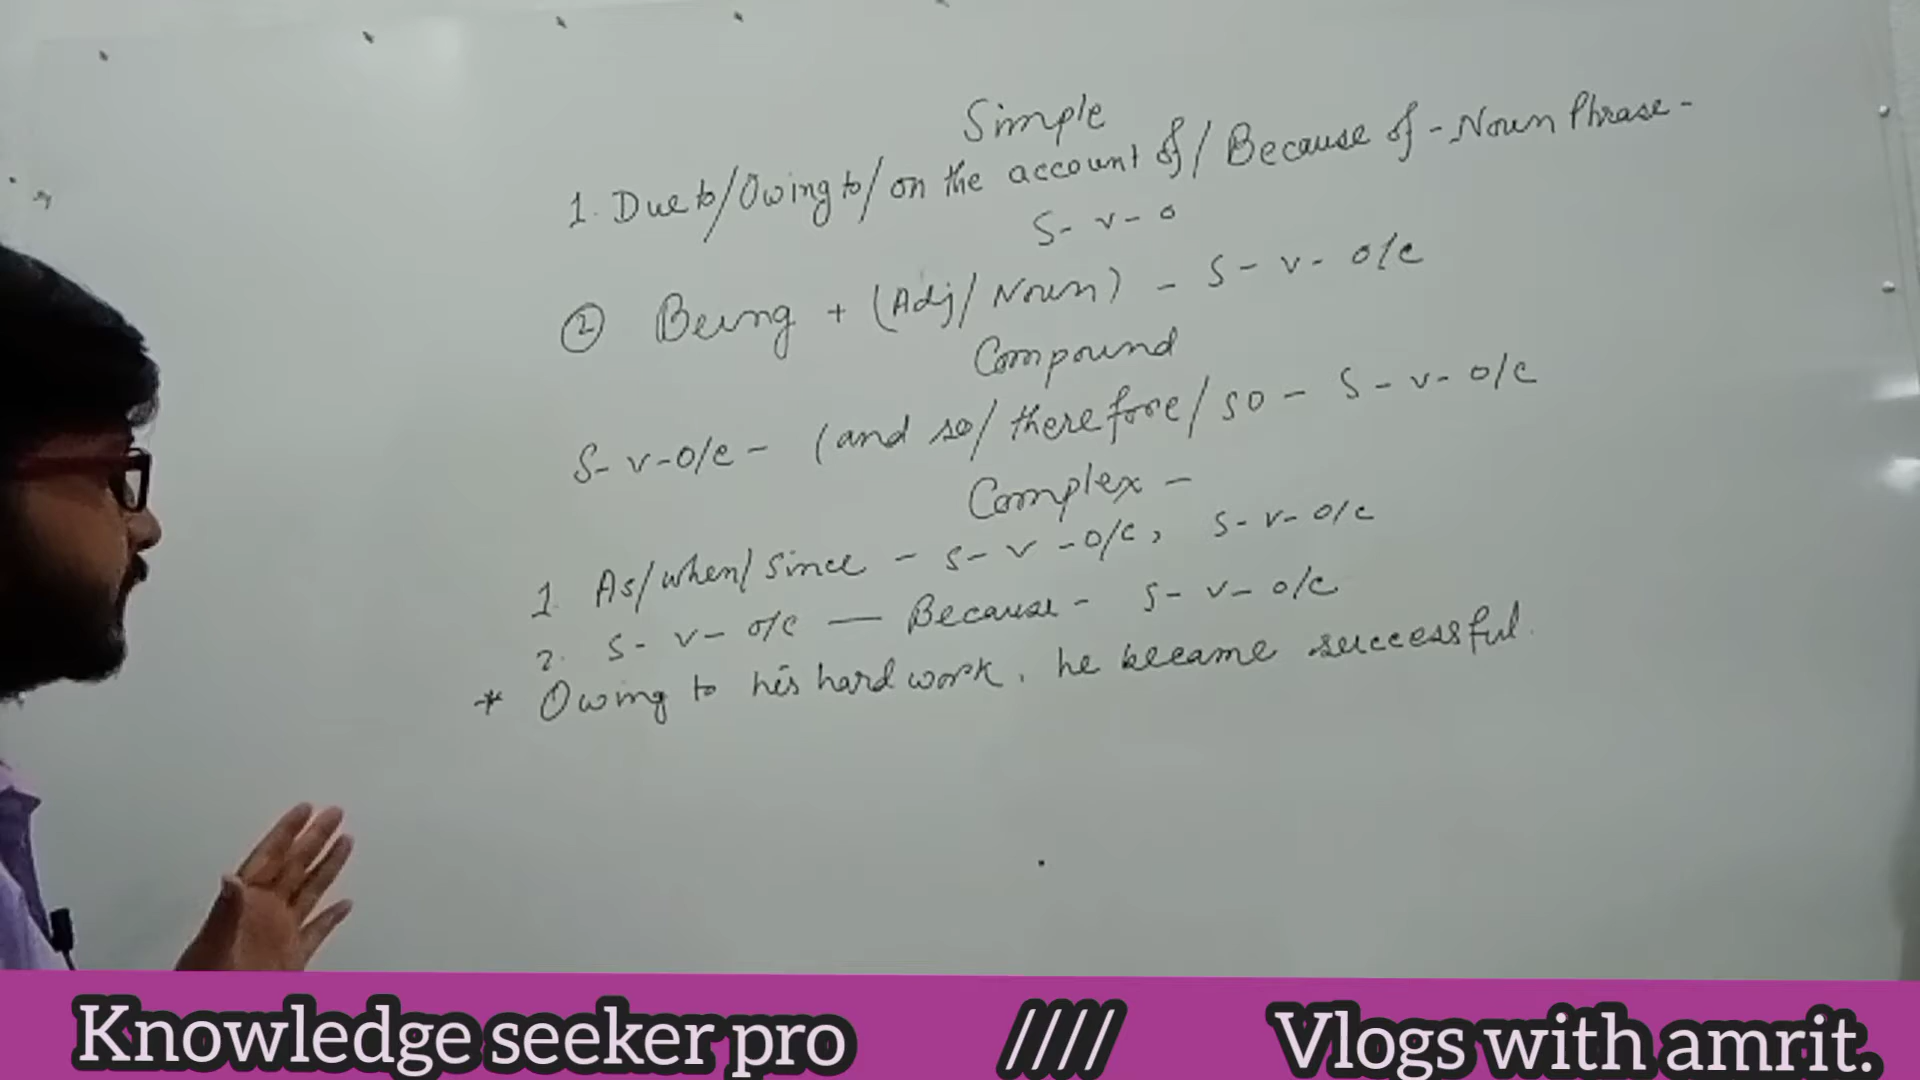 Simple
1. Due to/Owing to/ on the account of/ Because of - Noun Phrase -
S- v- o
② Being + (Adj/ Noun) - S - v - o/c
Compound
S- v-o/c - (and so/ therefore/ so - S - v- o/c
Complex -
1. As/when/since - s- v -o/c, s- v- o/c
2. s- v- o/c — Because - s- v- o/c
* Owing to his hard work, he became successful.
Knowledge seeker pro //// Vlogs with amrit.